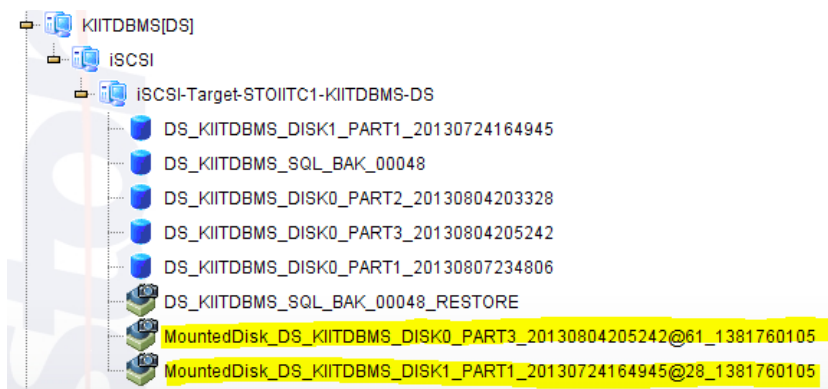 KIITDBMS[DS]
iSCSI
iSCSI-Target-STOIITC1-KIITDBMS-DS
DS_KIITDBMS_DISK1_PART1_20130724164945
DS_KIITDBMS_SQL_BAK_00048
DS_KIITDBMS_DISK0_PART2_20130804203328
DS_KIITDBMS_DISK0_PART3_20130804205242
DS_KIITDBMS_DISK0_PART1_20130807234806
DS_KIITDBMS_SQL_BAK_00048_RESTORE
MountedDisk_DS_KIITDBMS_DISK0_PART3_20130804205242@61_1381760105
MountedDisk_DS_KIITDBMS_DISK1_PART1_20130724164945@28_1381760105